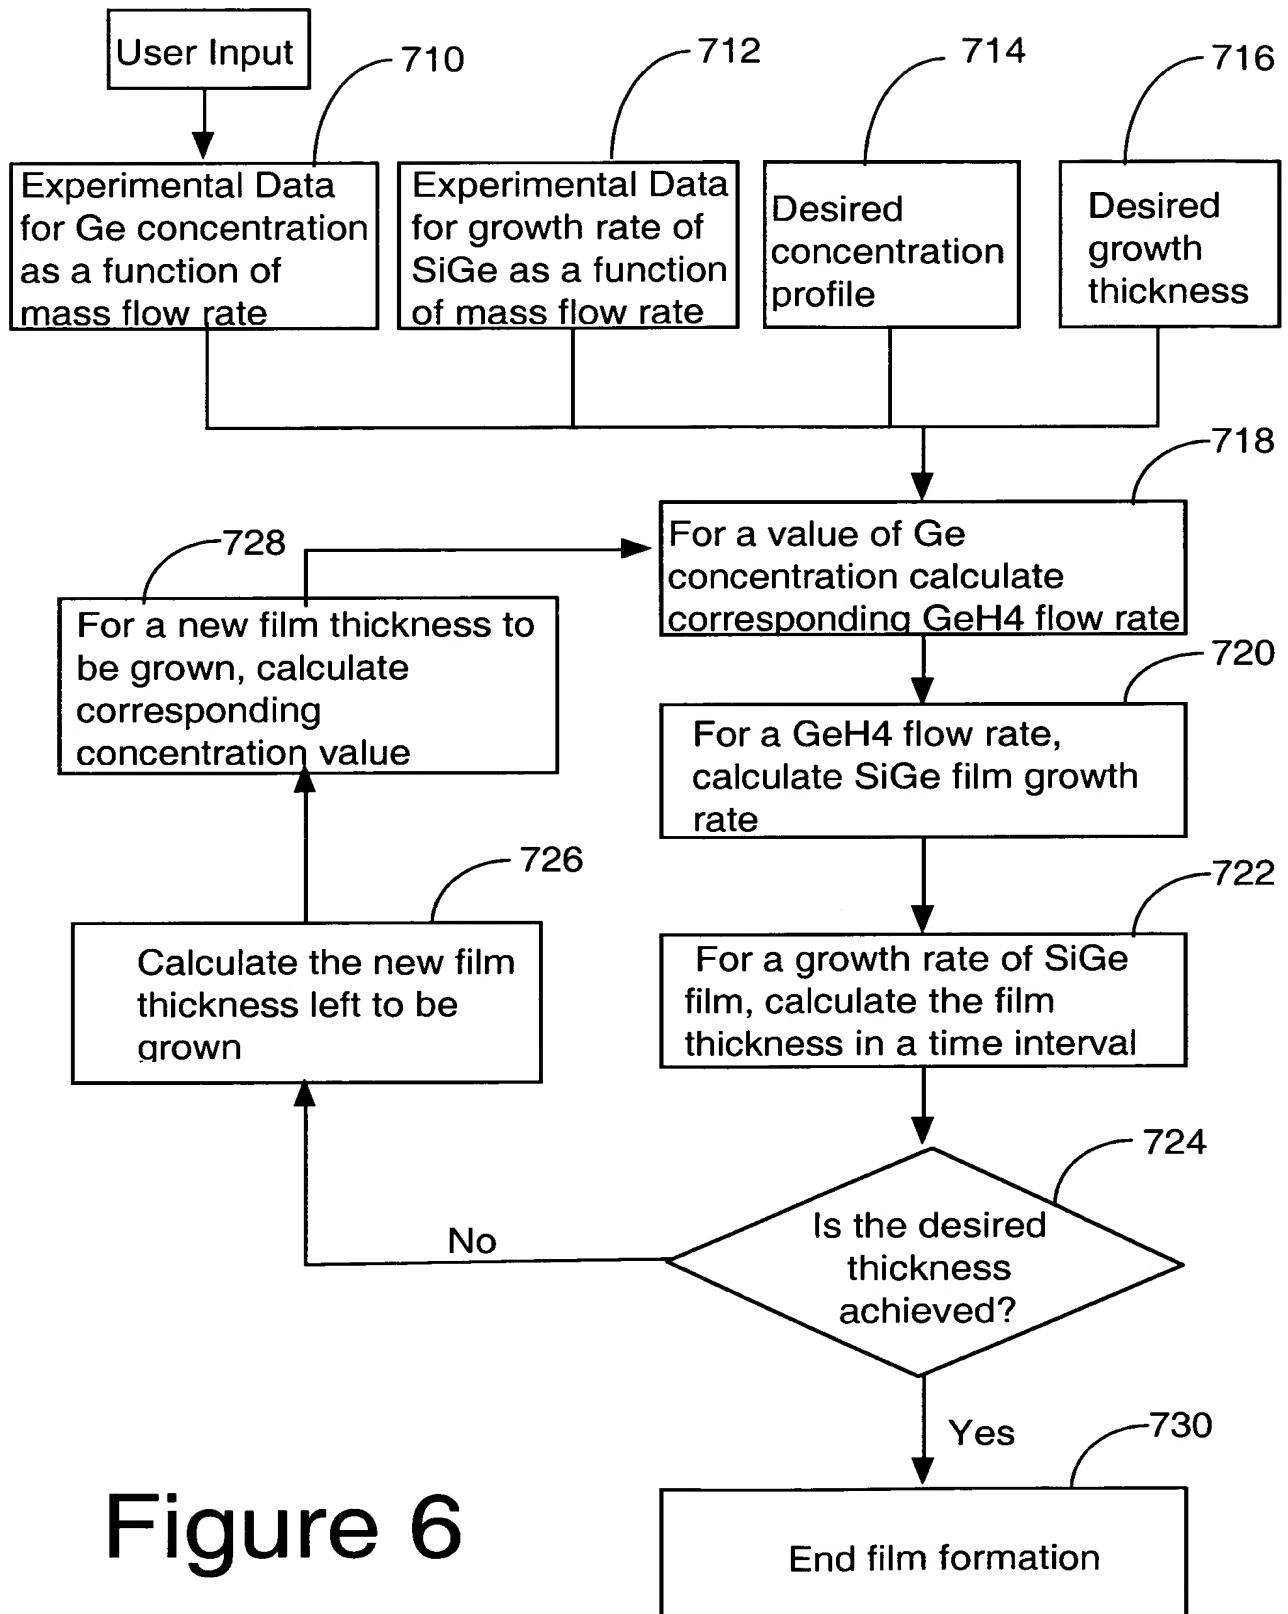 User Input
710
712
714
716
Experimental Data
for Ge concentration
as a function of
mass flow rate
Experimental Data
for growth rate of
SiGe as a function
of mass flow rate
Desired
concentration
profile
Desired
growth
thickness
718
For a value of Ge
concentration calculate
corresponding GeH4 flow rate
728
For a new film thickness to
be grown, calculate
corresponding
concentration value
720
For a GeH4 flow rate,
calculate SiGe film growth
rate
726
Calculate the new film
thickness left to be
grown
722
For a growth rate of SiGe
film, calculate the film
thickness in a time interval
724
Is the desired
thickness
achieved?
No
Yes
730
End film formation
Figure 6